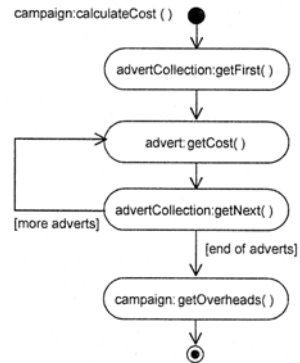 campaign:calculateCost ( )
advertCollection:getFirst( )
advert: getCost( )
advertCollection:getNext( )
[more adverts]
[end of adverts]
campaign: getOverheads( )